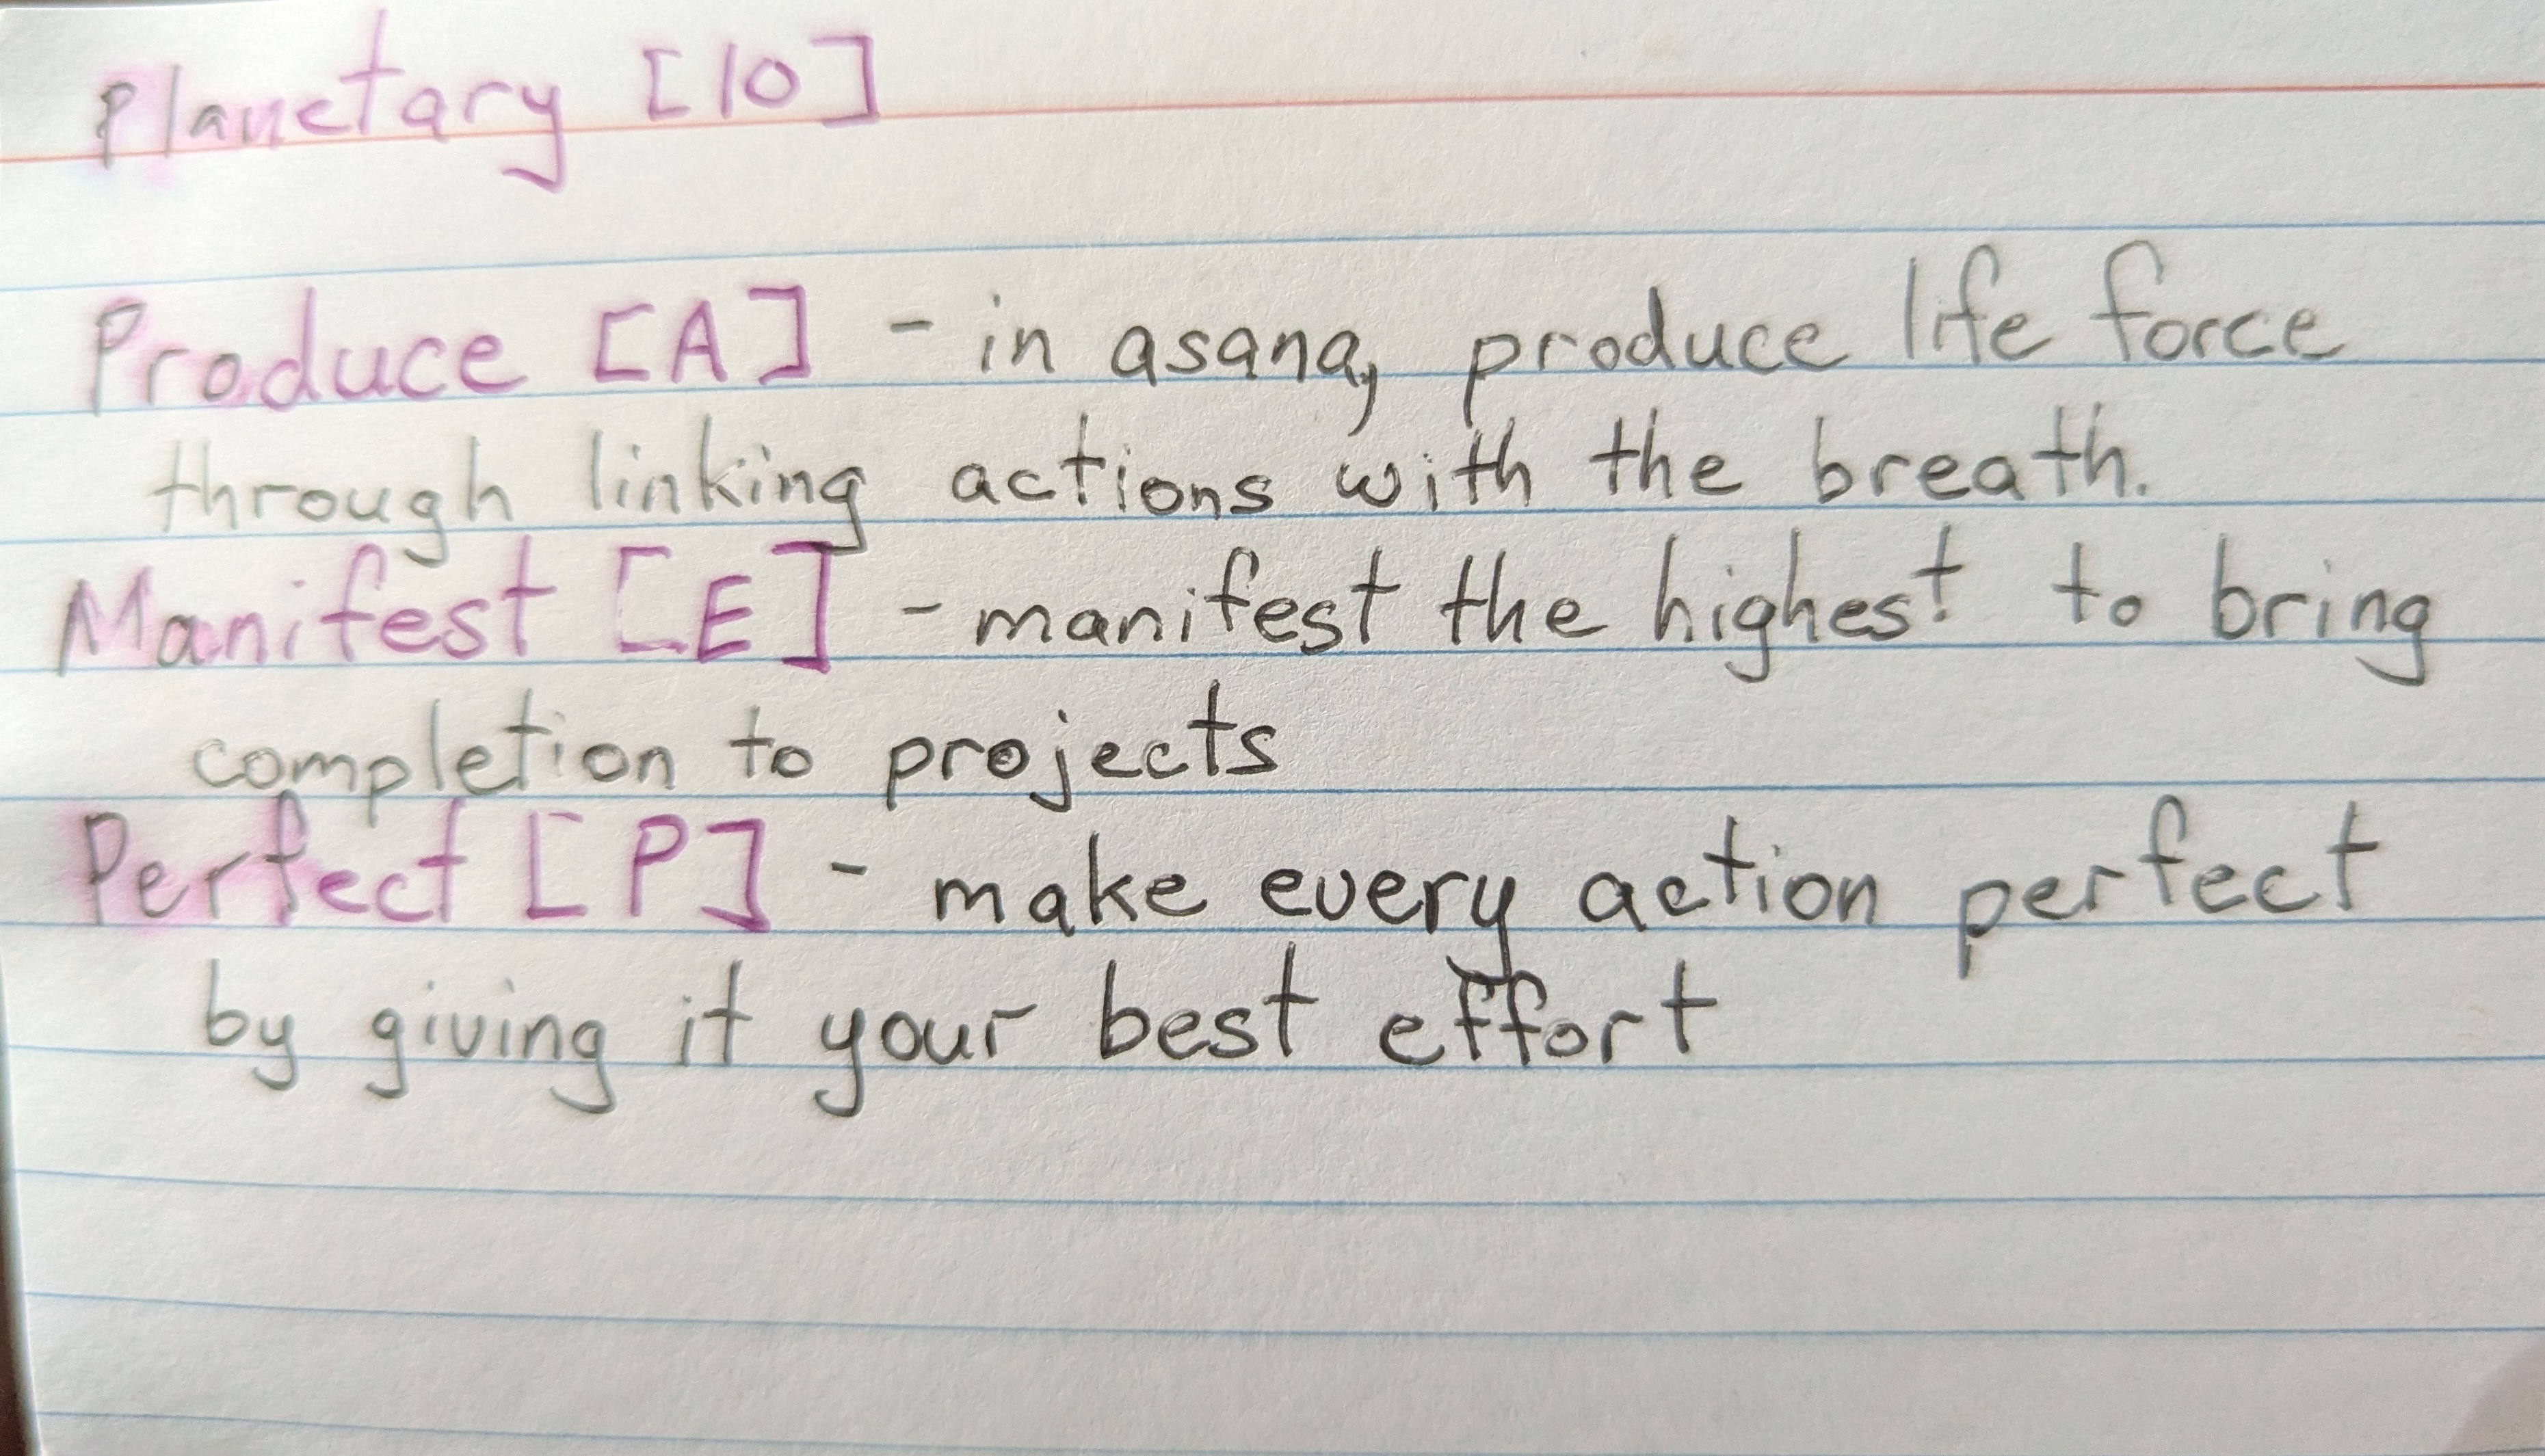 Planetary [10]
Produce [A] - in asana, produce life force
through linking actions with the breath.
Manifest [E] - manifest the highest to bring
completion to projects
Perfect [P] - make every action perfect
by giving it your best effort